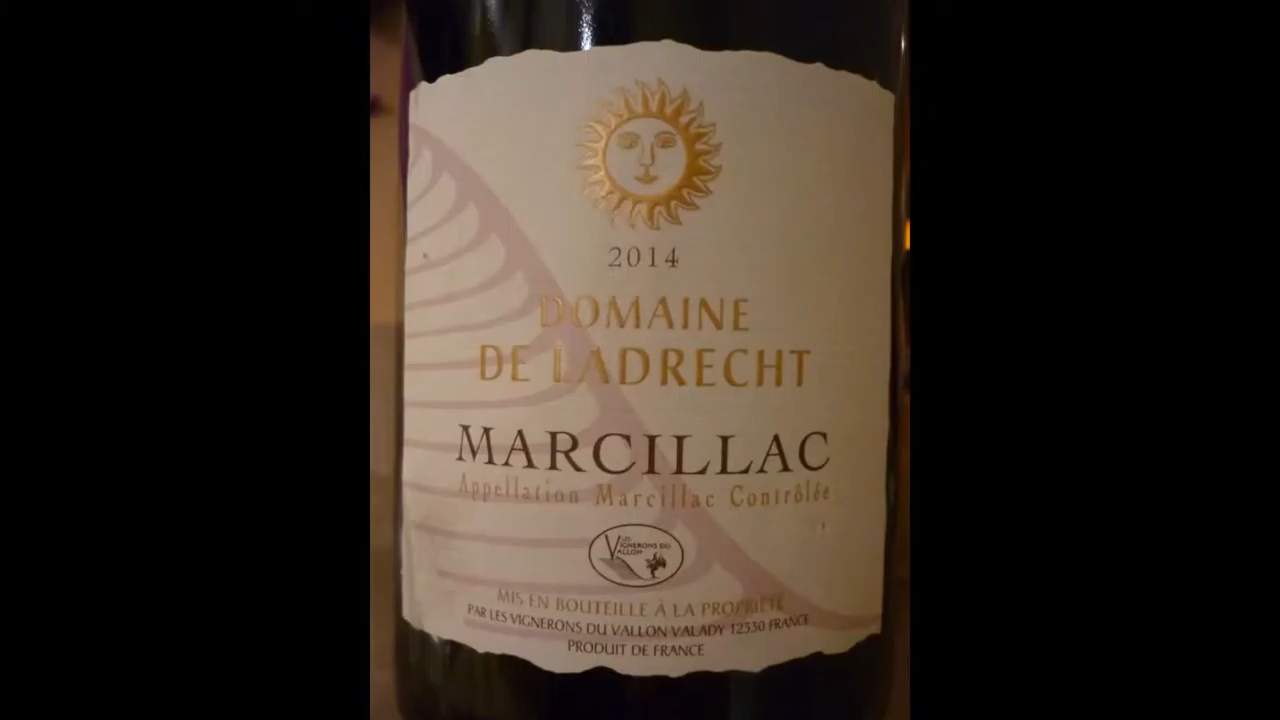 2014
DOMAINE
DE LADRECHT
MARCILLAC
Appellation Marcillac Contrôlée
LES
VIGNERONS DU
VALLON
MIS EN BOUTEILLE À LA PROPRIÉTÉ
PAR LES VIGNERONS DU VALLON VALADY 12330 FRANCE
PRODUIT DE FRANCE